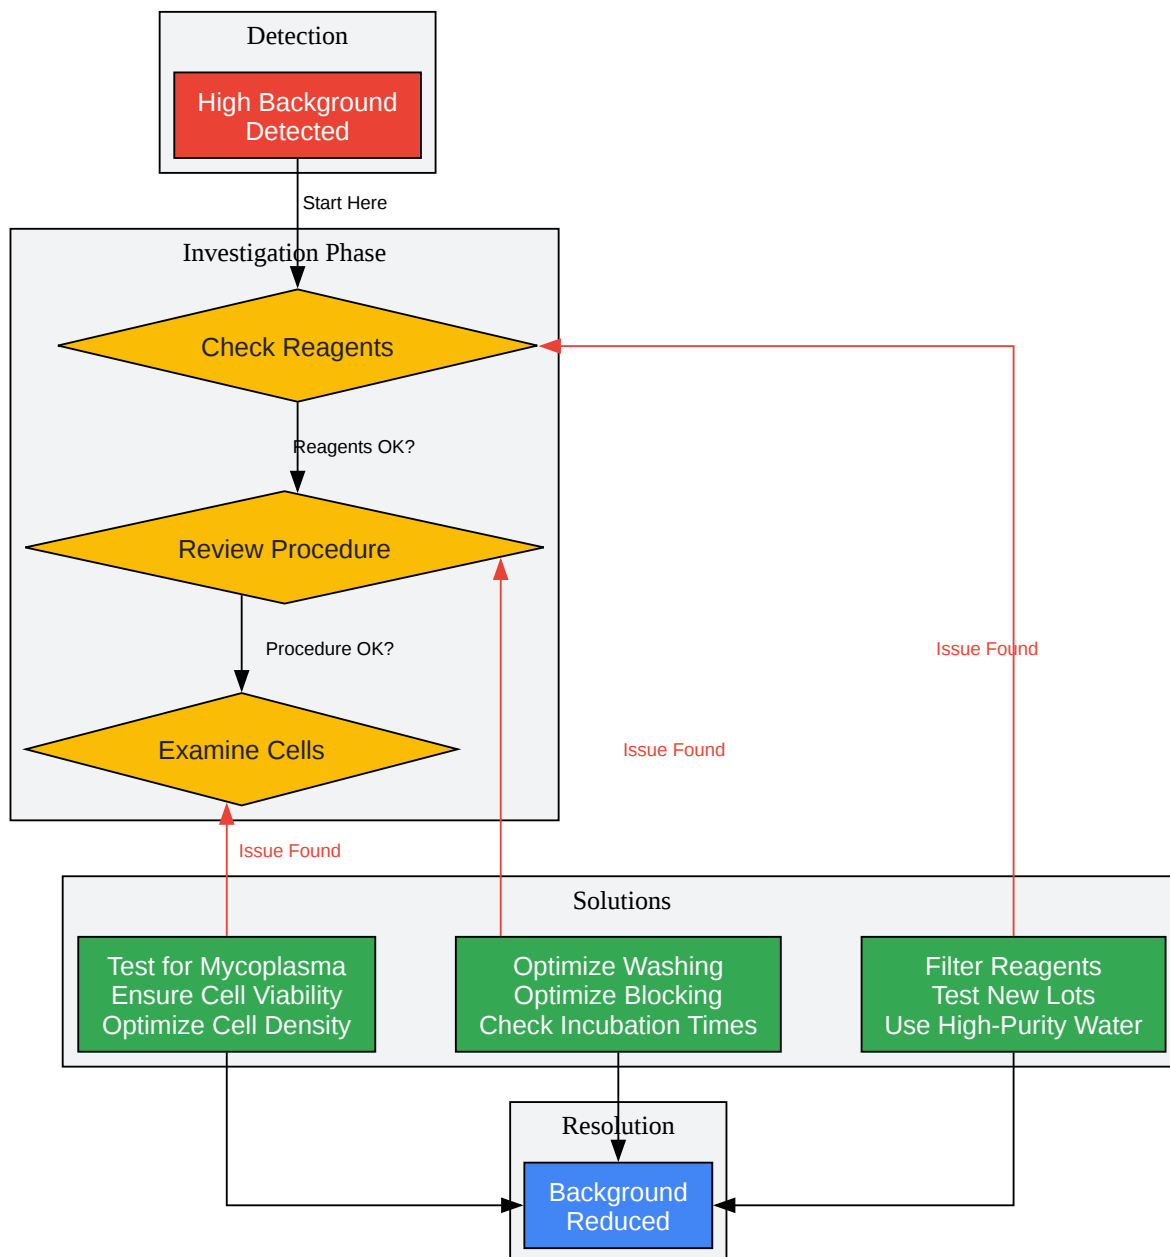 Detection
High Background
Detected
Start Here
Investigation Phase
Check Reagents
Reagents OK?
Review Procedure
Procedure OK?
Issue Found
Examine Cells
Issue Found
Issue Found
Solutions
Test for Mycoplasma
Ensure Cell Viability
Optimize Cell Density
Optimize Washing
Optimize Blocking
Check Incubation Times
Filter Reagents
Test New Lots
Use High-Purity Water
Resolution
Background
Reduced